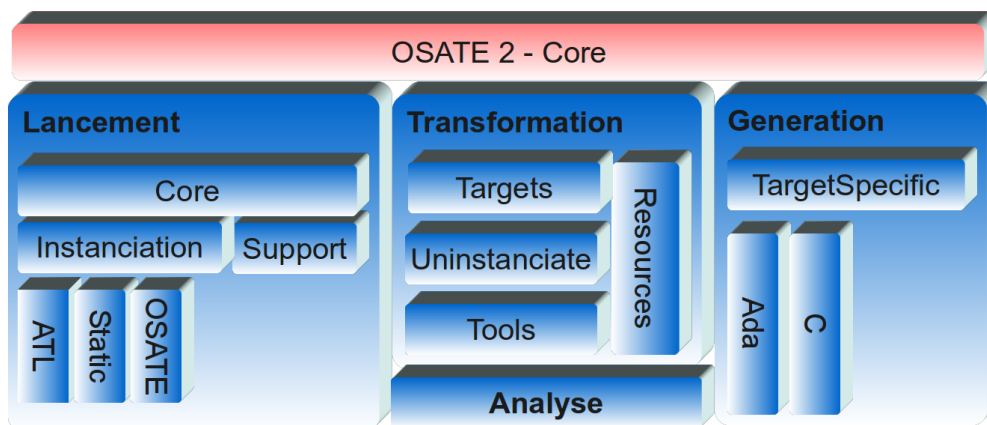 OSATE 2 - Core
Lancement
Core
Instanciation
Support
ATL
Static
OSATE
Transformation
Targets
Uninstanciate
Tools
Resources
Analyse
Generation
TargetSpecific
Ada
C